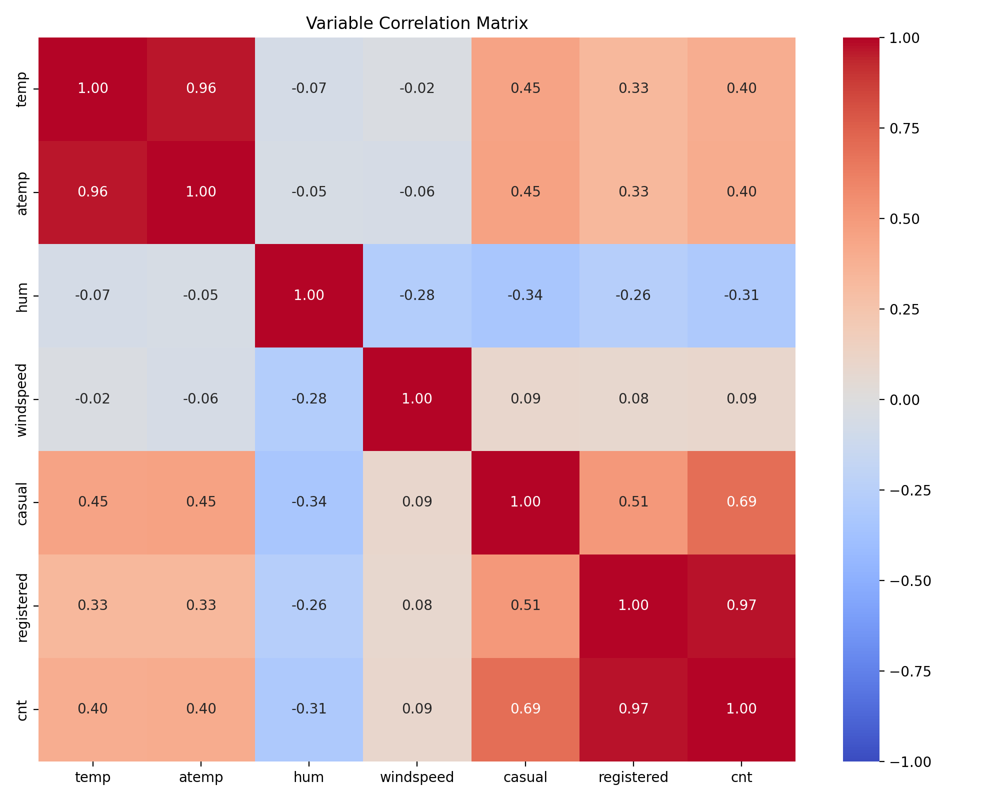 Variable Correlation Matrix
temp 1.00 0.96 -0.07 -0.02 0.45 0.33 0.40
atemp 0.96 1.00 -0.05 -0.06 0.45 0.33 0.40
hum -0.07 -0.05 1.00 -0.28 -0.34 -0.26 -0.31
windspeed -0.02 -0.06 -0.28 1.00 0.09 0.08 0.09
casual 0.45 0.45 -0.34 0.09 1.00 0.51 0.69
registered 0.33 0.33 -0.26 0.08 0.51 1.00 0.97
cnt 0.40 0.40 -0.31 0.09 0.69 0.97 1.00
temp atemp hum windspeed casual registered cnt
1.00
0.75
0.50
0.25
0.00
−0.25
−0.50
−0.75
−1.00